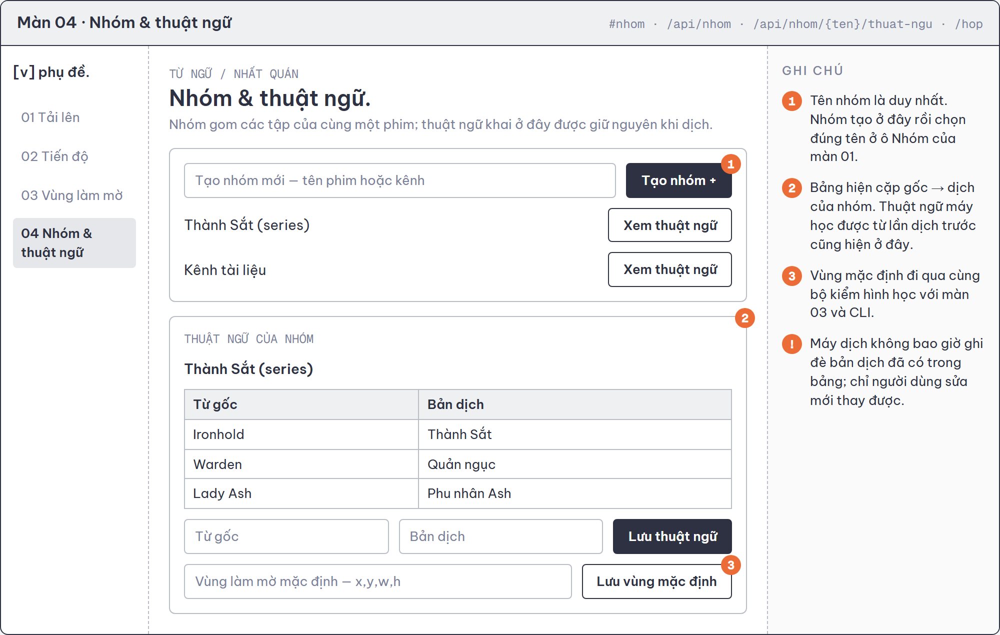 Màn 04 · Nhóm & thuật ngữ
#nhom · /api/nhom · /api/nhom/{ten}/thuat-ngu · /hop
[v] phụ đề.
01 Tải lên
02 Tiến độ
03 Vùng làm mờ
04 Nhóm &
thuật ngữ
TỪ NGỮ / NHẤT QUÁN
Nhóm & thuật ngữ.
Nhóm gom các tập của cùng một phim; thuật ngữ khai ở đây được giữ nguyên khi dịch.
Tạo nhóm mới — tên phim hoặc kênh
Tạo nhóm +
1
Thành Sắt (series)
Xem thuật ngữ
Kênh tài liệu
Xem thuật ngữ
2
THUẬT NGỮ CỦA NHÓM
Thành Sắt (series)
Từ gốc
Bản dịch
Ironhold
Thành Sắt
Warden
Quản ngục
Lady Ash
Phu nhân Ash
Từ gốc
Bản dịch
Lưu thuật ngữ
Vùng làm mờ mặc định — x,y,w,h
Lưu vùng mặc định
3
GHI CHÚ
1 Tên nhóm là duy nhất.
Nhóm tạo ở đây rồi chọn
đúng tên ở ô Nhóm của
màn 01.
2 Bảng hiện cặp gốc → dịch
của nhóm. Thuật ngữ máy
học được từ lần dịch trước
cũng hiện ở đây.
3 Vùng mặc định đi qua cùng
bộ kiểm hình học với màn
03 và CLI.
! Máy dịch không bao giờ ghi
đè bản dịch đã có trong
bảng; chỉ người dùng sửa
mới thay được.